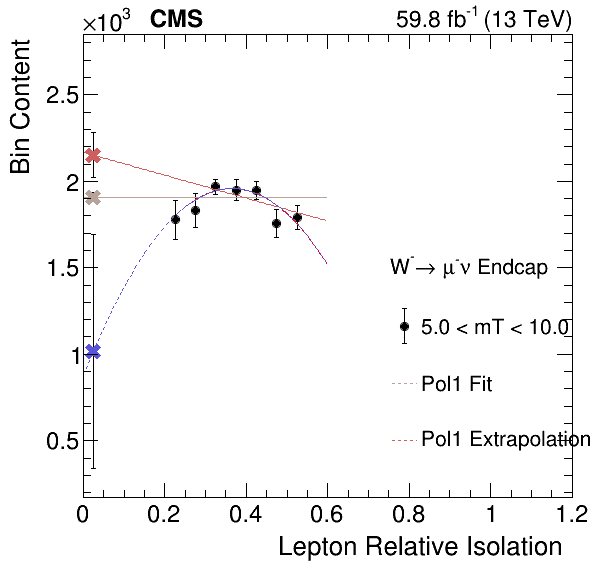 ×10³ CMS 59.8 fb⁻¹ (13 TeV)
Bin Content
2.5
2
1.5
1
0.5
W⁻→ μ⁻ν Endcap
5.0 < mT < 10.0
Pol1 Fit
Pol1 Extrapolation
0 0.2 0.4 0.6 0.8 1 1.2
Lepton Relative Isolation